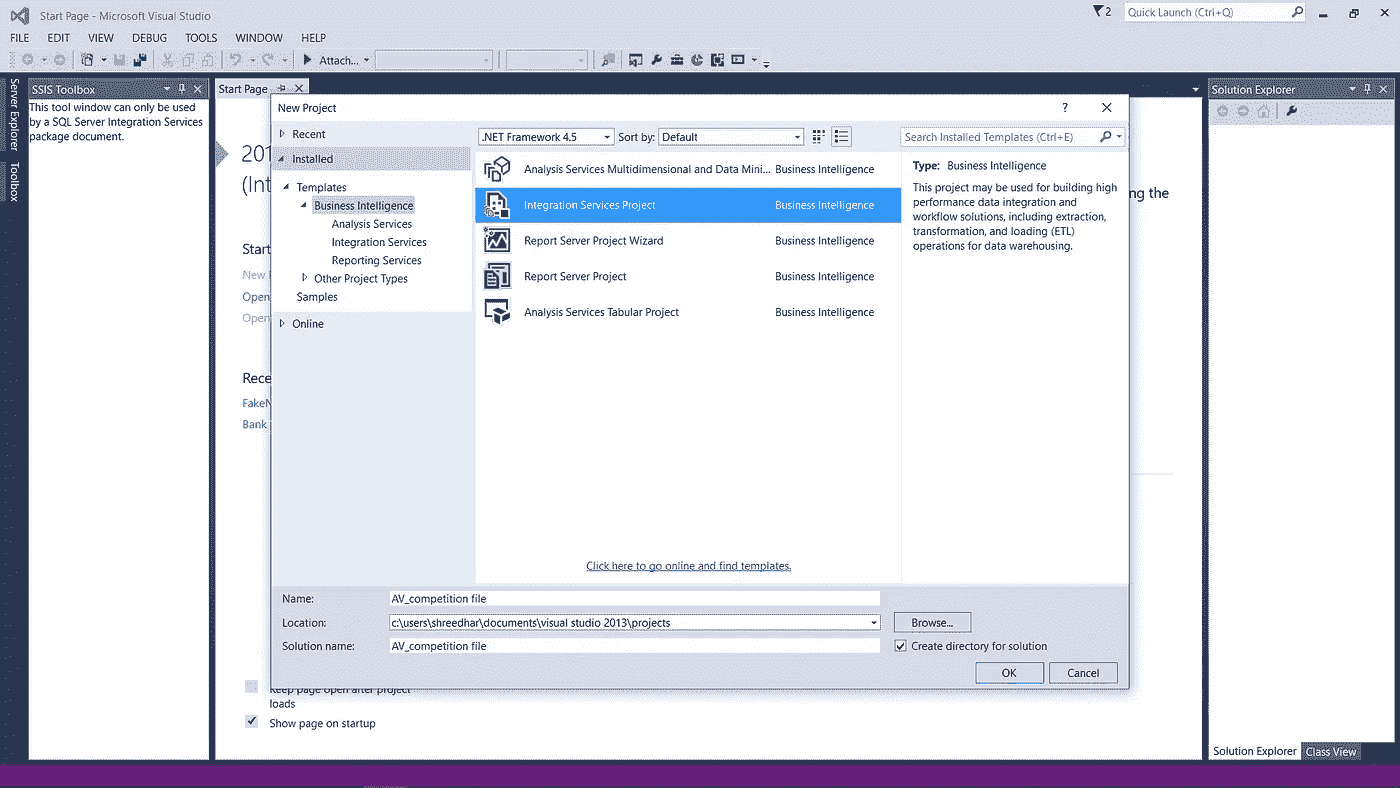 Start Page - Microsoft Visual Studio
2
Quick Launch (Ctrl+Q)
FILE EDIT VIEW DEBUG TOOLS WINDOW HELP
Attach...
Server Explorer
Toolbox
SSIS Toolbox
This tool window can only be used
by a SQL Server Integration Services
package document.
Start Page
201
(Int
ng the
Start
New P
Open
Open
Rece
FakeN
Bank
Keep page open after project
loads
Show page on startup
New Project
?
Recent
Installed
Templates
Business Intelligence
Analysis Services
Integration Services
Reporting Services
Other Project Types
Samples
Online
.NET Framework 4.5
Sort by: Default
Search Installed Templates (Ctrl+E)
Analysis Services Multidimensional and Data Mini... Business Intelligence
Integration Services Project Business Intelligence
Report Server Project Wizard Business Intelligence
Report Server Project Business Intelligence
Analysis Services Tabular Project Business Intelligence
Click here to go online and find templates.
Type: Business Intelligence
This project may be used for building high
performance data integration and
workflow solutions, including extraction,
transformation, and loading (ETL)
operations for data warehousing.
Name: AV_competition file
Location: c:\users\shreedhar\documents\visual studio 2013\projects
Browse...
Solution name: AV_competition file
Create directory for solution
OK Cancel
Solution Explorer
Solution Explorer Class View